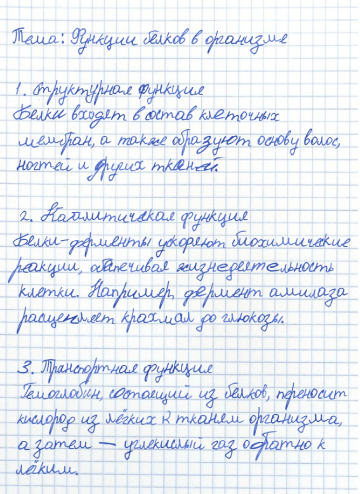 Тема: Функции белков в организме
1. Структурная функция
Белки входят в состав клеточных
мембран, а также образуют основу волос,
ногтей и других тканей.
2. Каталитическая функция
Белки-ферменты ускоряют биохимические
реакции, обеспечивая жизнедеятельность
клетки. Например, фермент амилаза
расщепляет крахмал до глюкозы.
3. Транспортная функция
Гемоглобин, состоящий из белков, переносит
кислород из лёгких к тканям организма,
а затем — углекислый газ обратно к
лёгким.